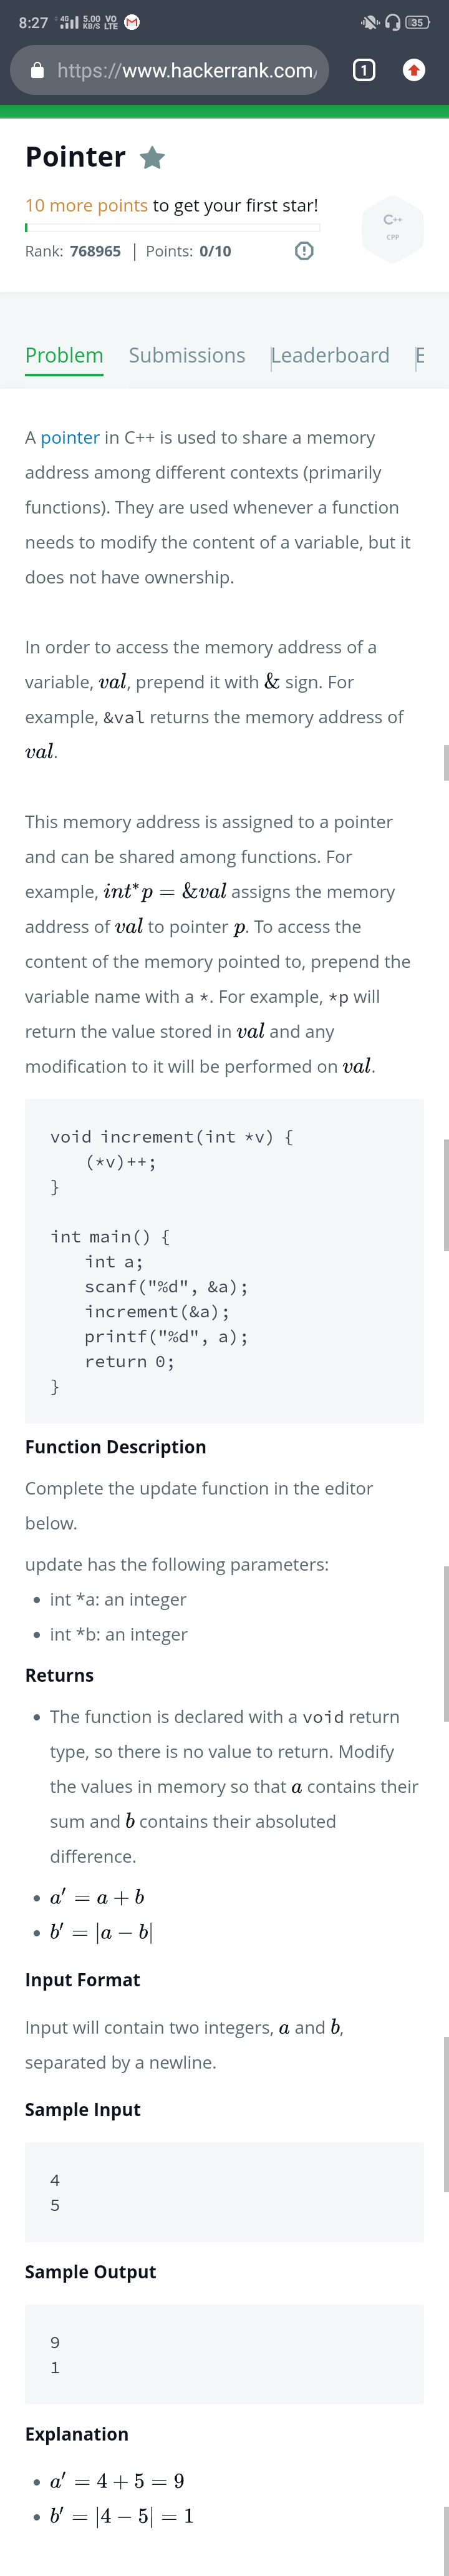 8:27 4G 5.00 KB/S VO LTE 35
https://www.hackerrank.com/ 1
Pointer
10 more points to get your first star!
Rank: 768965 | Points: 0/10
C++
CPP
Problem Submissions Leaderboard E
A pointer in C++ is used to share a memory
address among different contexts (primarily
functions). They are used whenever a function
needs to modify the content of a variable, but it
does not have ownership.
In order to access the memory address of a
variable, val, prepend it with & sign. For
example, &val returns the memory address of
val.
This memory address is assigned to a pointer
and can be shared among functions. For
example, int* p = &val assigns the memory
address of val to pointer p. To access the
content of the memory pointed to, prepend the
variable name with a *. For example, *p will
return the value stored in val and any
modification to it will be performed on val.
void increment(int *v) {
    (*v)++;
}
int main() {
    int a;
    scanf("%d", &a);
    increment(&a);
    printf("%d", a);
    return 0;
}
Function Description
Complete the update function in the editor
below.
update has the following parameters:
• int *a: an integer
• int *b: an integer
Returns
• The function is declared with a void return
type, so there is no value to return. Modify
the values in memory so that a contains their
sum and b contains their absoluted
difference.
• a′ = a + b
• b′ = |a − b|
Input Format
Input will contain two integers, a and b,
separated by a newline.
Sample Input
4
5
Sample Output
9
1
Explanation
• a′ = 4 + 5 = 9
• b′ = |4 − 5| = 1